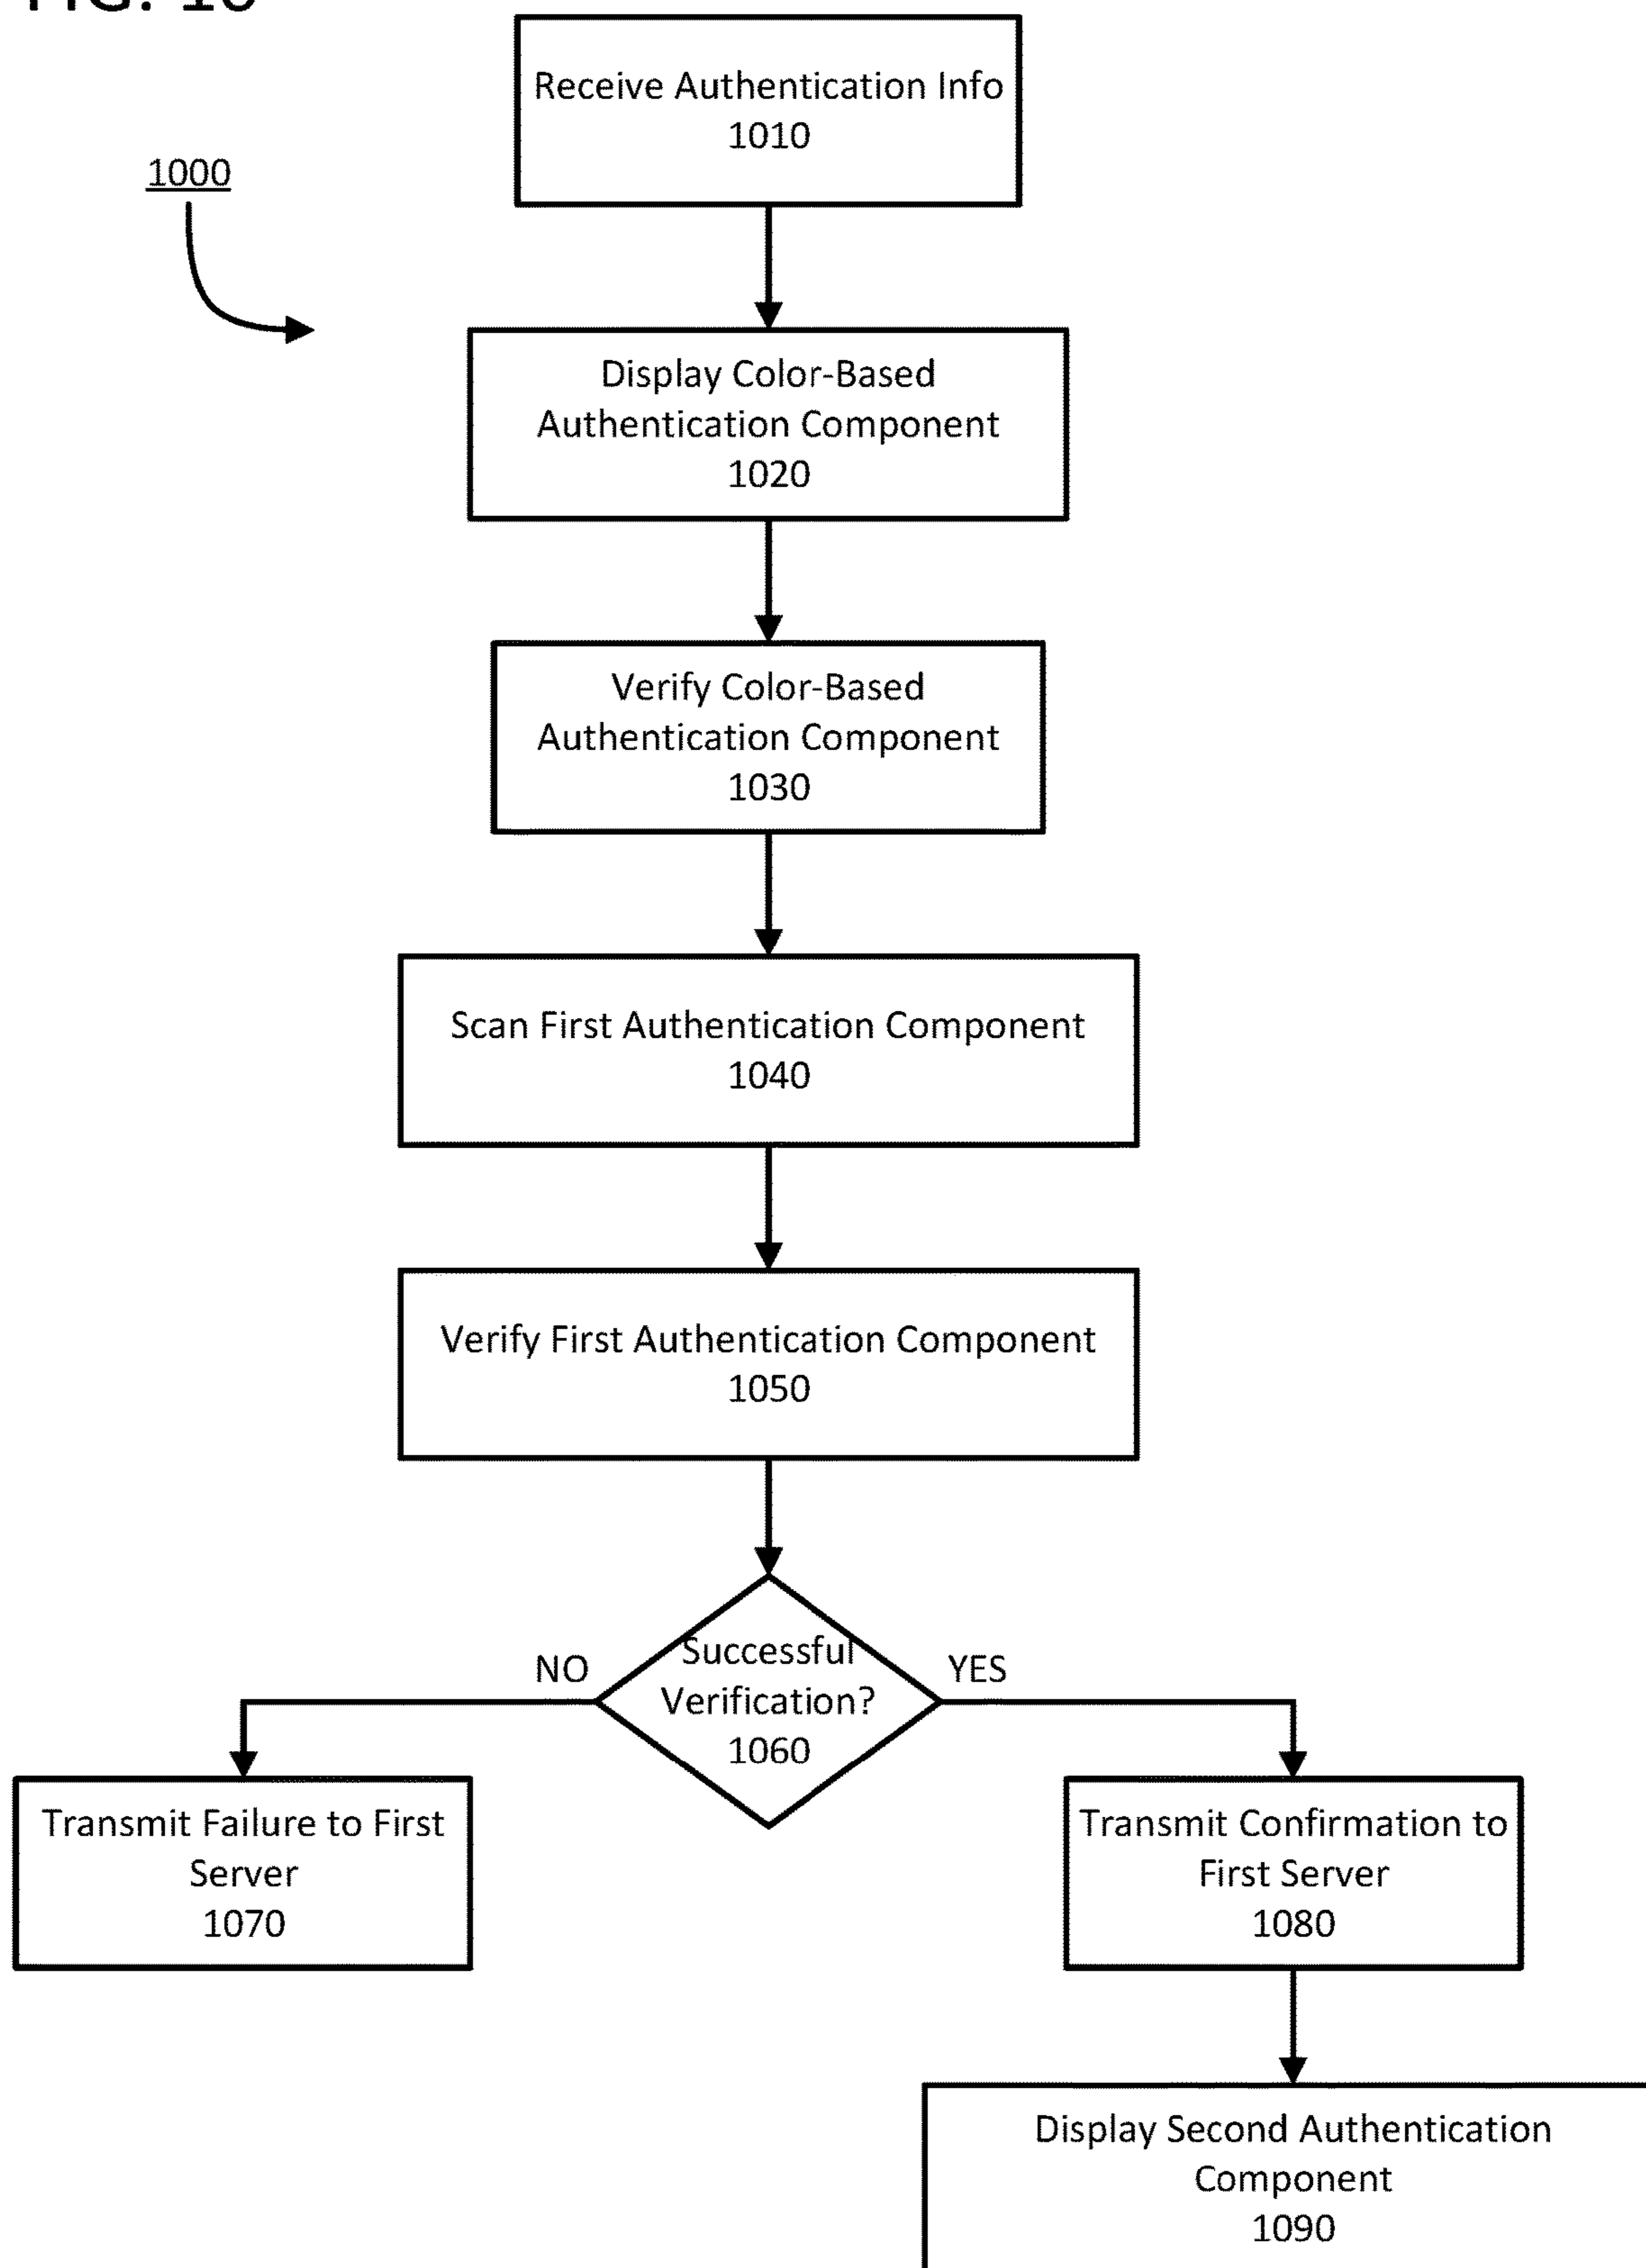 FIG. 10
Receive Authentication Info
1010
1000
Display Color-Based
Authentication Component
1020
Verify Color-Based
Authentication Component
1030
Scan First Authentication Component
1040
Verify First Authentication Component
1050
Successful
Verification?
1060
NO
YES
Transmit Failure to First
Server
1070
Transmit Confirmation to
First Server
1080
Display Second Authentication
Component
1090